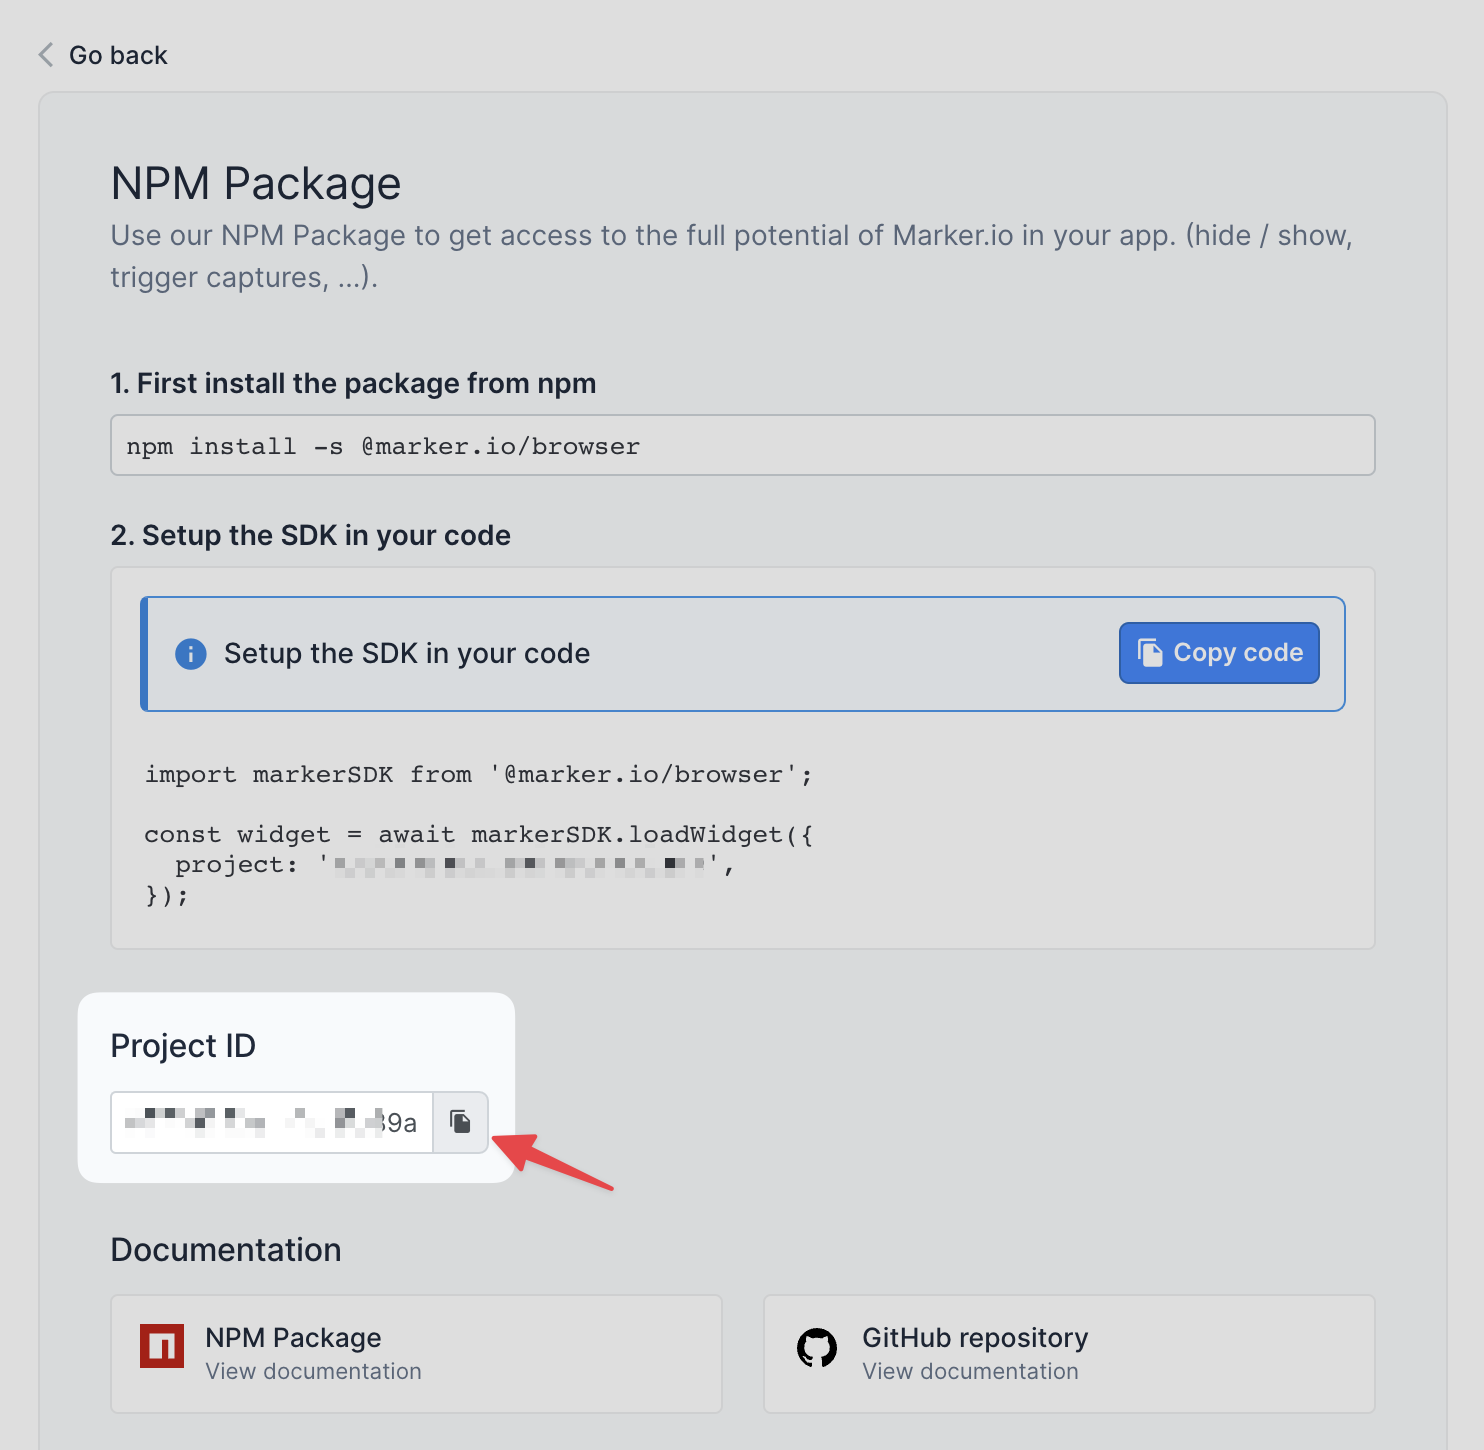 Go back
NPM Package
Use our NPM Package to get access to the full potential of Marker.io in your app. (hide / show,
trigger captures, ...).
1. First install the package from npm
npm install -s @marker.io/browser
2. Setup the SDK in your code
Setup the SDK in your code
Copy code
import markerSDK from '@marker.io/browser';
const widget = await markerSDK.loadWidget({
project: '                ',
});
Project ID
39a
Documentation
NPM Package
View documentation
GitHub repository
View documentation